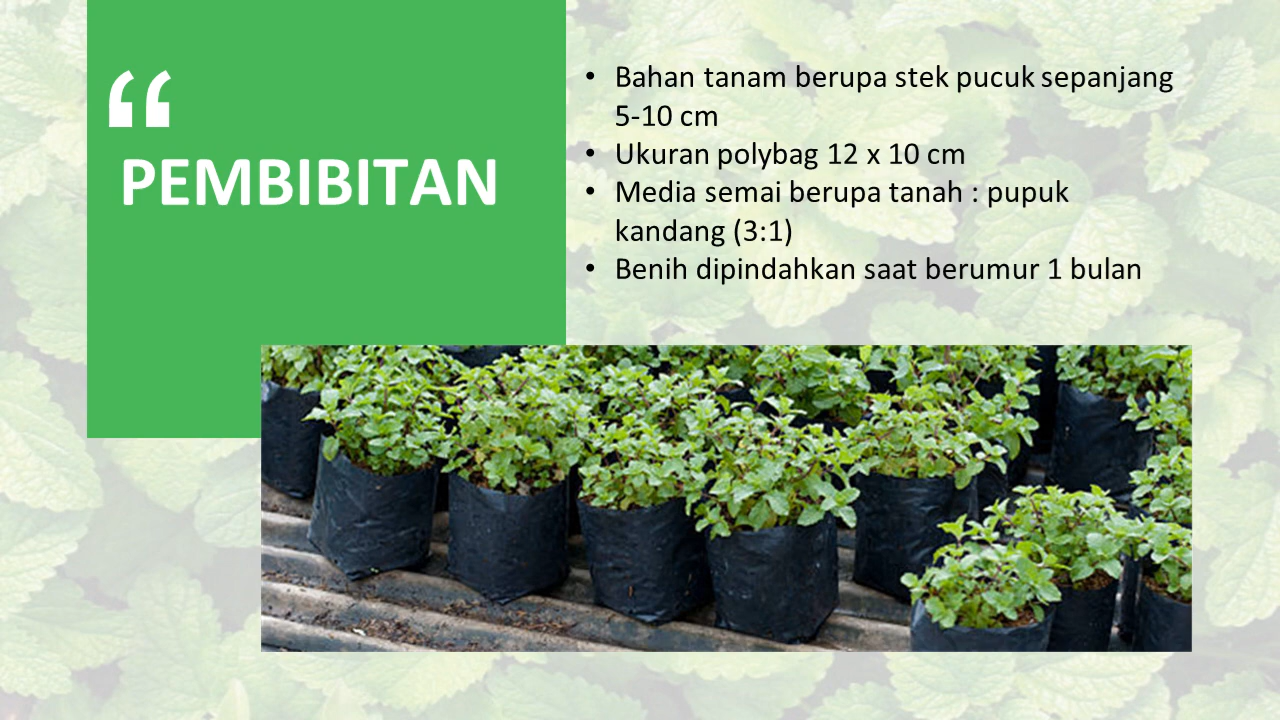 “
PEMBIBITAN
• Bahan tanam berupa stek pucuk sepanjang
5-10 cm
• Ukuran polybag 12 x 10 cm
• Media semai berupa tanah : pupuk
kandang (3:1)
• Benih dipindahkan saat berumur 1 bulan